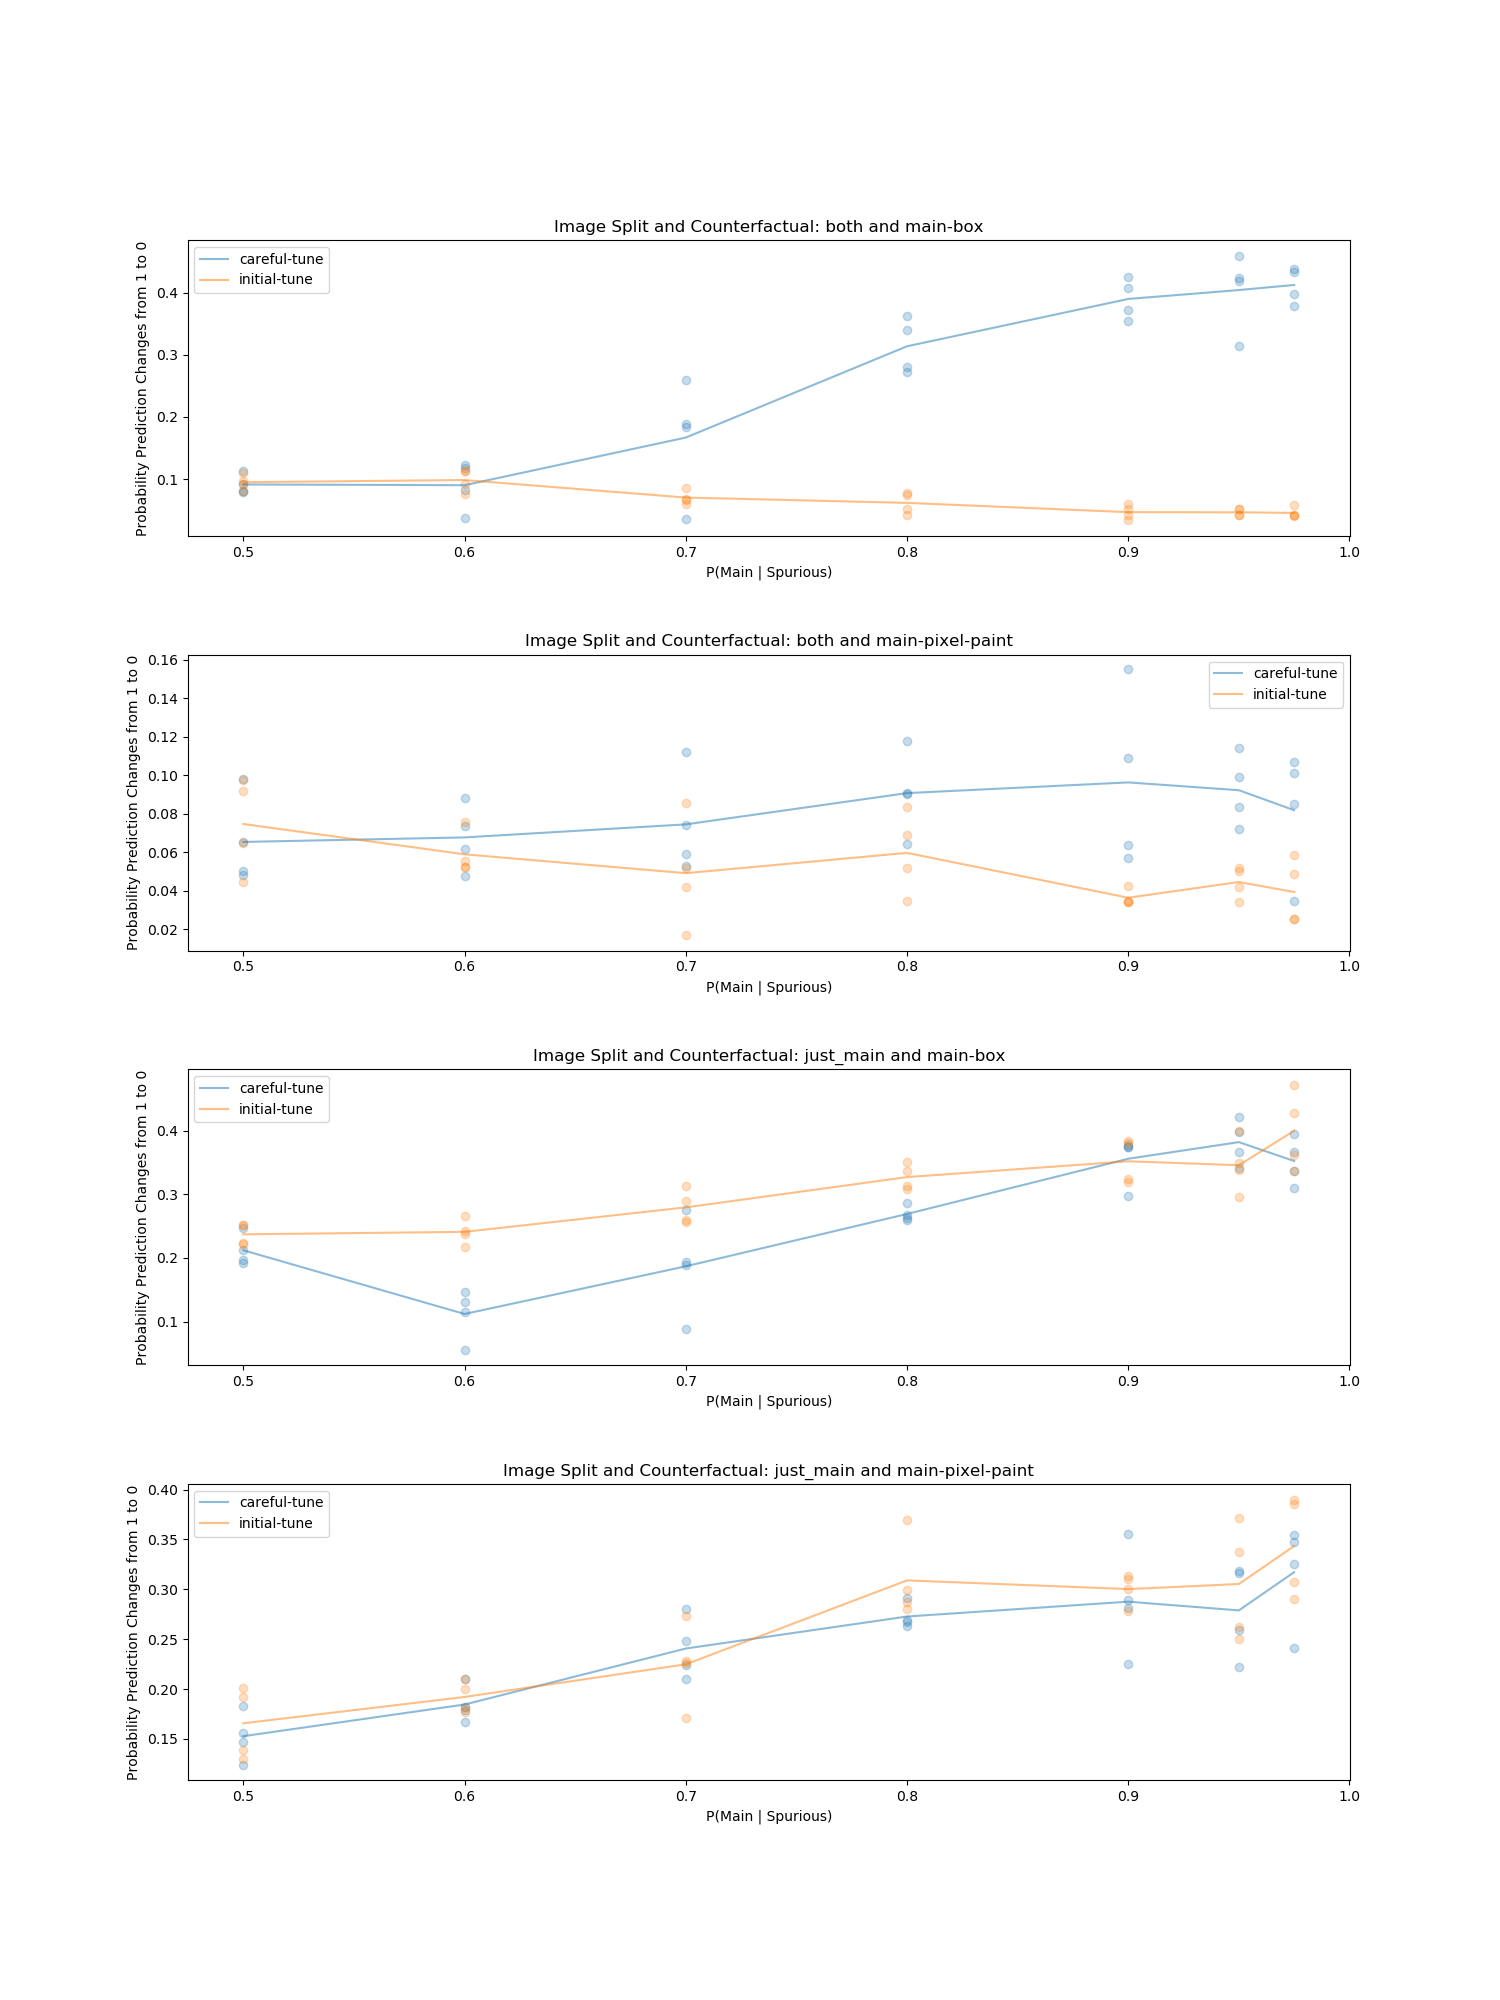 Image Split and Counterfactual: both and main-box
careful-tune
initial-tune
Probability Prediction Changes from 1 to 0
0.4
0.3
0.2
0.1
0.5 0.6 0.7 0.8 0.9 1.0
P(Main | Spurious)
Image Split and Counterfactual: both and main-pixel-paint
careful-tune
initial-tune
Probability Prediction Changes from 1 to 0
0.16
0.14
0.12
0.10
0.08
0.06
0.04
0.02
0.5 0.6 0.7 0.8 0.9 1.0
P(Main | Spurious)
Image Split and Counterfactual: just_main and main-box
careful-tune
initial-tune
Probability Prediction Changes from 1 to 0
0.4
0.3
0.2
0.1
0.5 0.6 0.7 0.8 0.9 1.0
P(Main | Spurious)
Image Split and Counterfactual: just_main and main-pixel-paint
careful-tune
initial-tune
Probability Prediction Changes from 1 to 0
0.40
0.35
0.30
0.25
0.20
0.15
0.5 0.6 0.7 0.8 0.9 1.0
P(Main | Spurious)